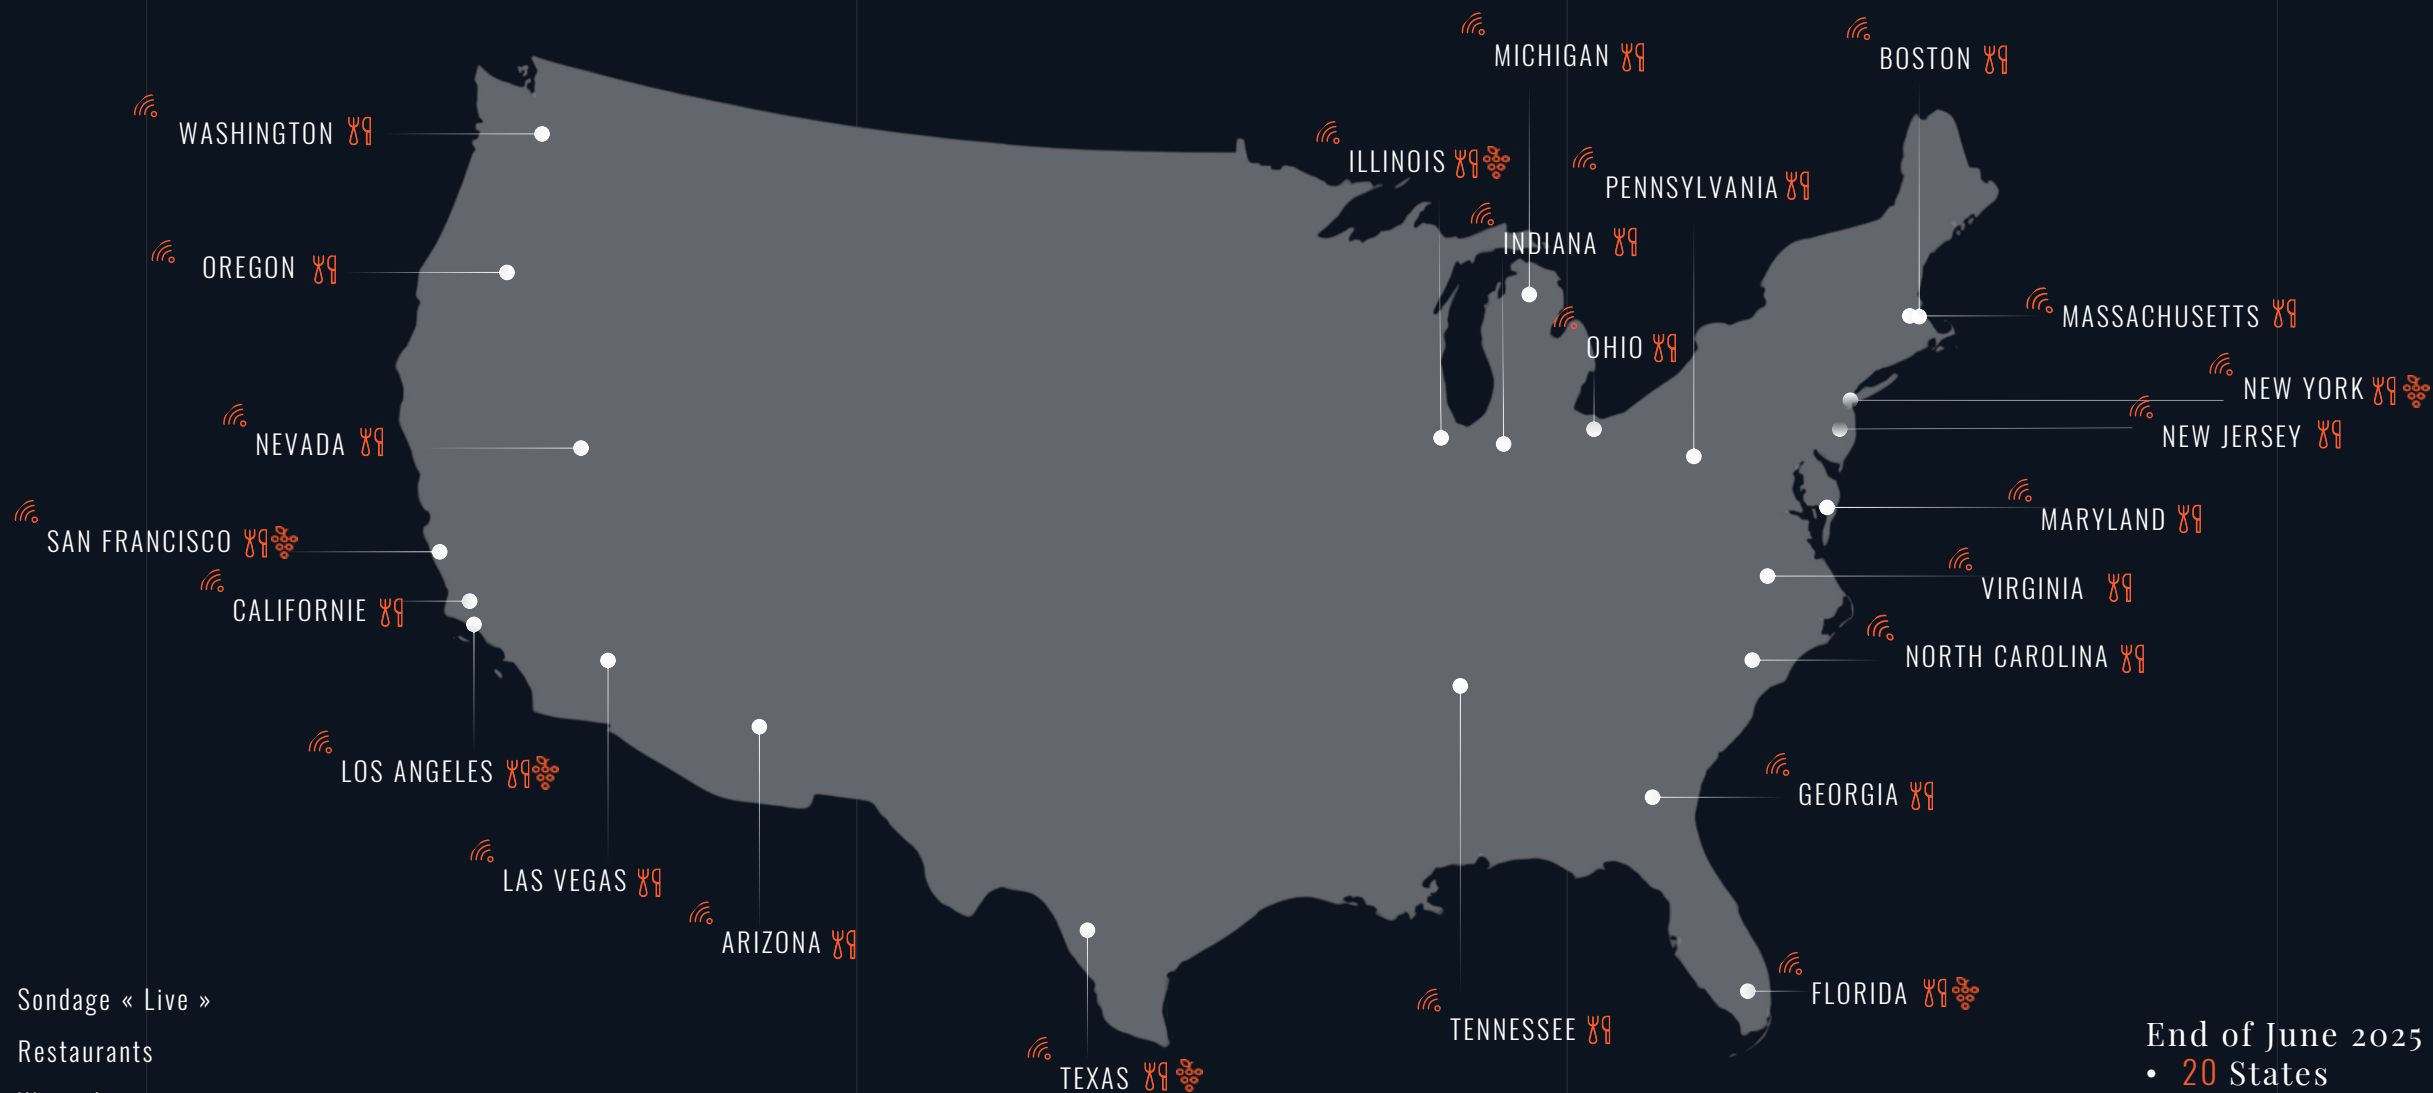 MICHIGAN
BOSTON
WASHINGTON
ILLINOIS
PENNSYLVANIA
INDIANA
OREGON
MASSACHUSETTS
OHIO
NEW YORK
NEW JERSEY
NEVADA
MARYLAND
SAN FRANCISCO
VIRGINIA
CALIFORNIE
NORTH CAROLINA
LOS ANGELES
GEORGIA
LAS VEGAS
ARIZONA
FLORIDA
Sondage « Live »
TENNESSEE
Restaurants
TEXAS
End of June 2025
• 20 States